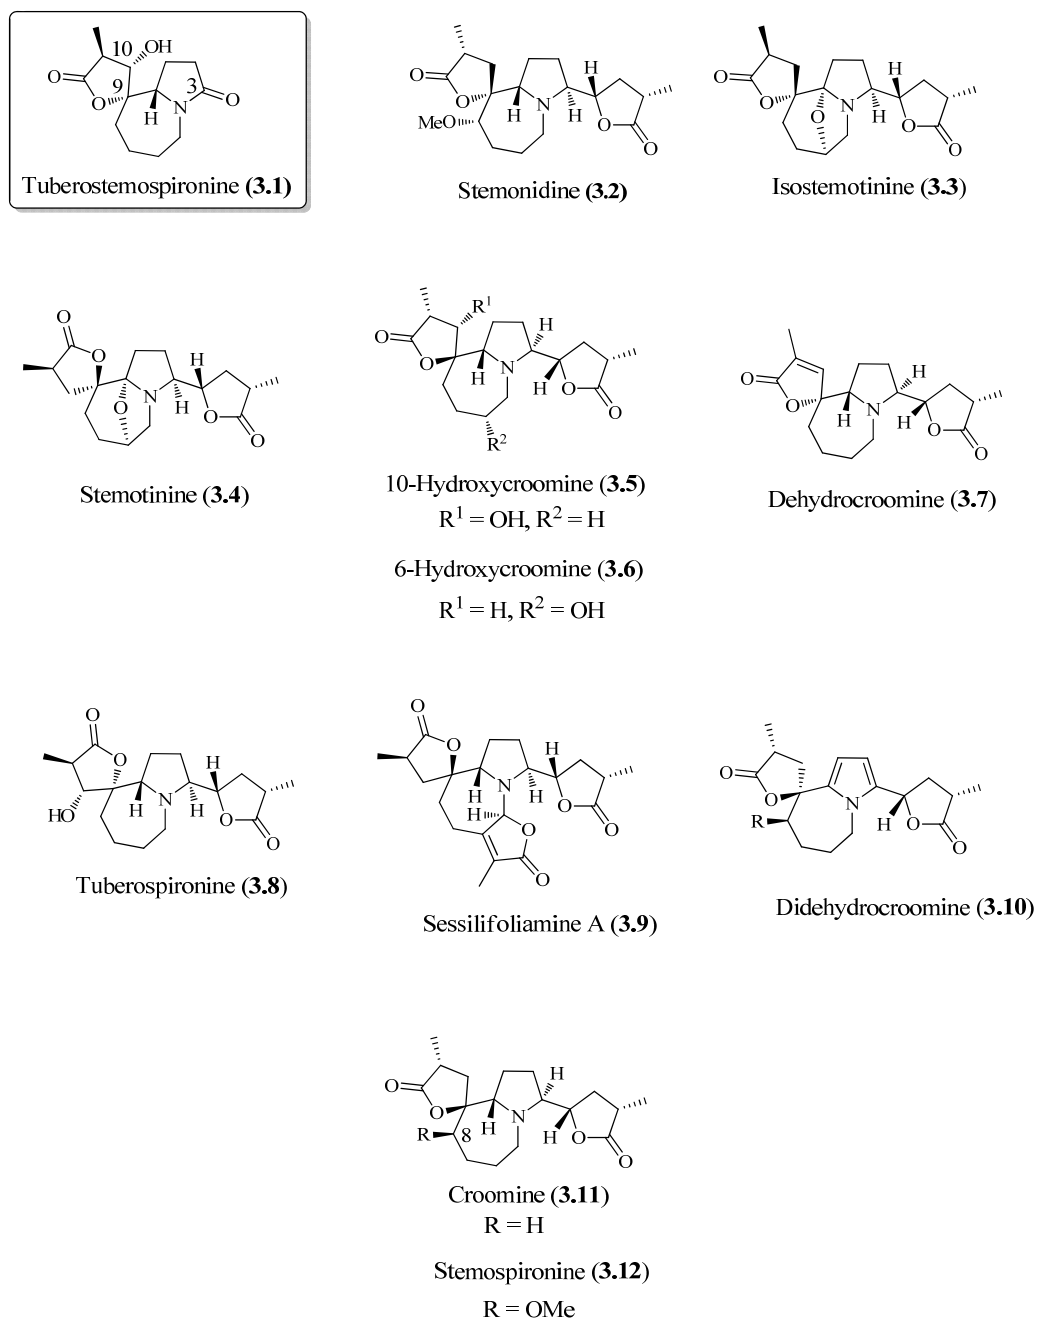 10
OH
O
9
3
O
N
O
H
Tuberostemospironine (3.1)
O
O
N
H
H
H
MeO
O
O
Stemonidine (3.2)
O
O
O
N
H
H
O
O
Isostemotinine (3.3)
O
O
O
N
H
H
O
O
Stemotinine (3.4)
R¹
O
O
H
N
H
H
O
O
R²
10-Hydroxycroomine (3.5)
R¹ = OH, R² = H
6-Hydroxycroomine (3.6)
R¹ = H, R² = OH
O
O
H
N
H
H
O
O
Dehydrocroomine (3.7)
O
O
HO
H
N
H
H
O
O
Tuberospironine (3.8)
O
O
H
N
H
H
H
O
O
O
O
Sessilifoliamine A (3.9)
O
O
R
N
H
O
O
Didehydrocroomine (3.10)
O
O
R
8
H
N
H
H
O
O
Croomine (3.11)
R = H
Stemospironine (3.12)
R = OMe